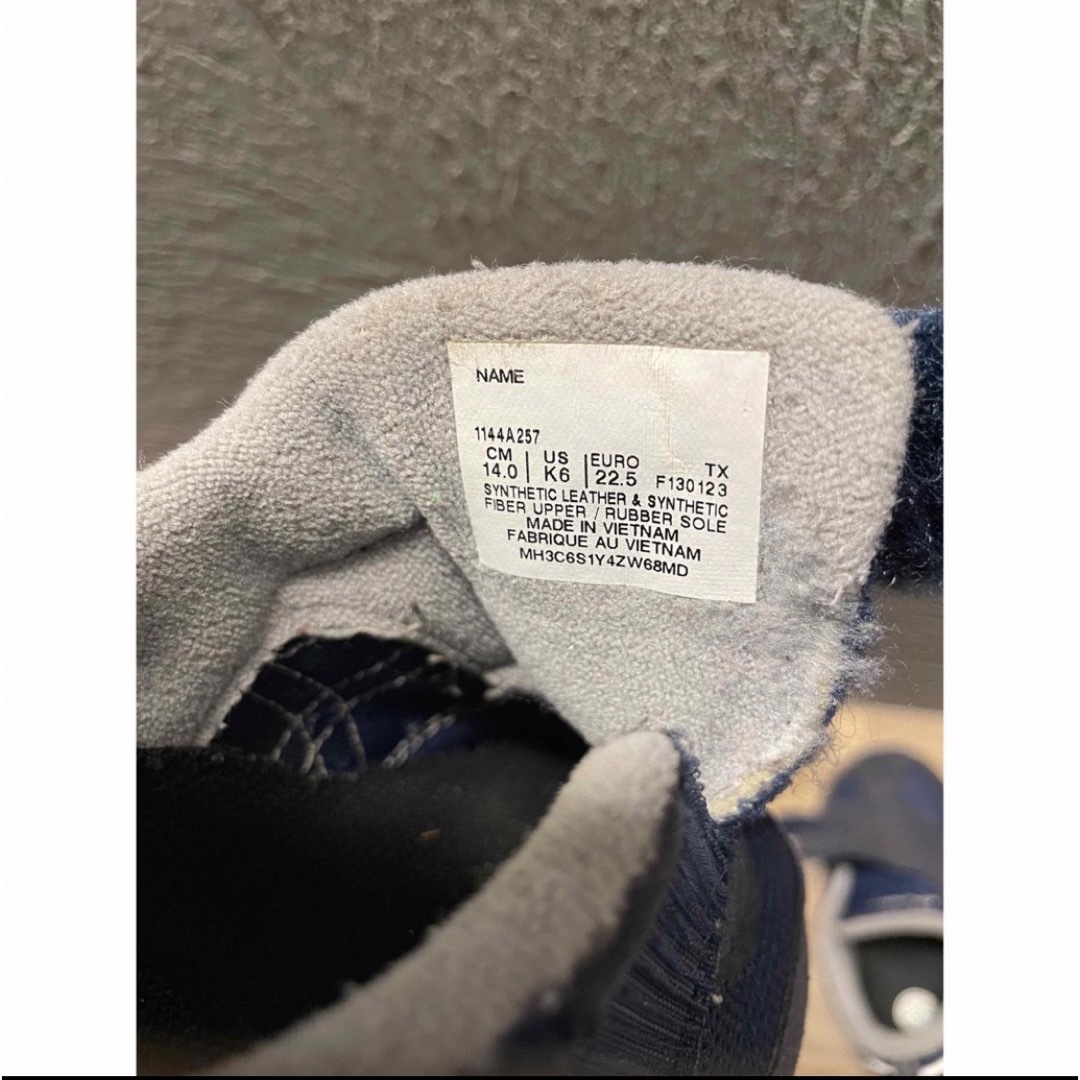 NAME
1144A257
CM | US | EURO TX
14.0 | K6 | 22.5 F130123
SYNTHETIC LEATHER & SYNTHETIC
FIBER UPPER / RUBBER SOLE
MADE IN VIETNAM
FABRIQUE AU VIETNAM
MH3C6S1Y4ZW68MD